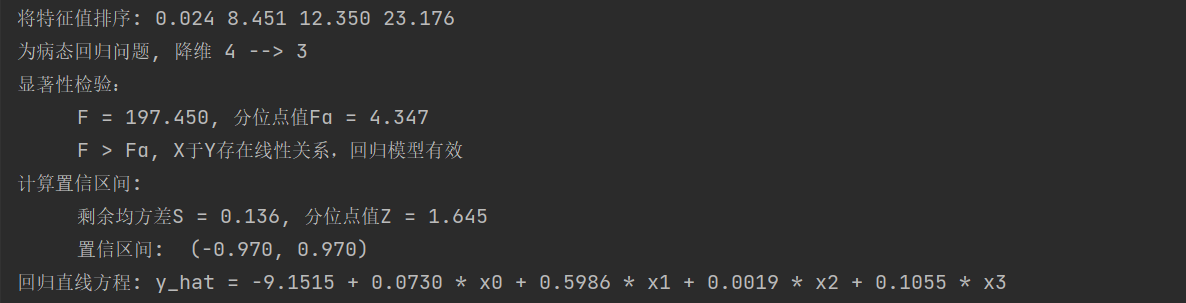 将特征值排序: 0.024 8.451 12.350 23.176
为病态回归问题, 降维 4 --> 3
显著性检验:
F = 197.450, 分位点值Fα = 4.347
F > Fα, X于Y存在线性关系，回归模型有效
计算置信区间:
剩余均方差S = 0.136, 分位点值Z = 1.645
置信区间: (-0.970, 0.970)
回归直线方程: y_hat = -9.1515 + 0.0730 * x0 + 0.5986 * x1 + 0.0019 * x2 + 0.1055 * x3